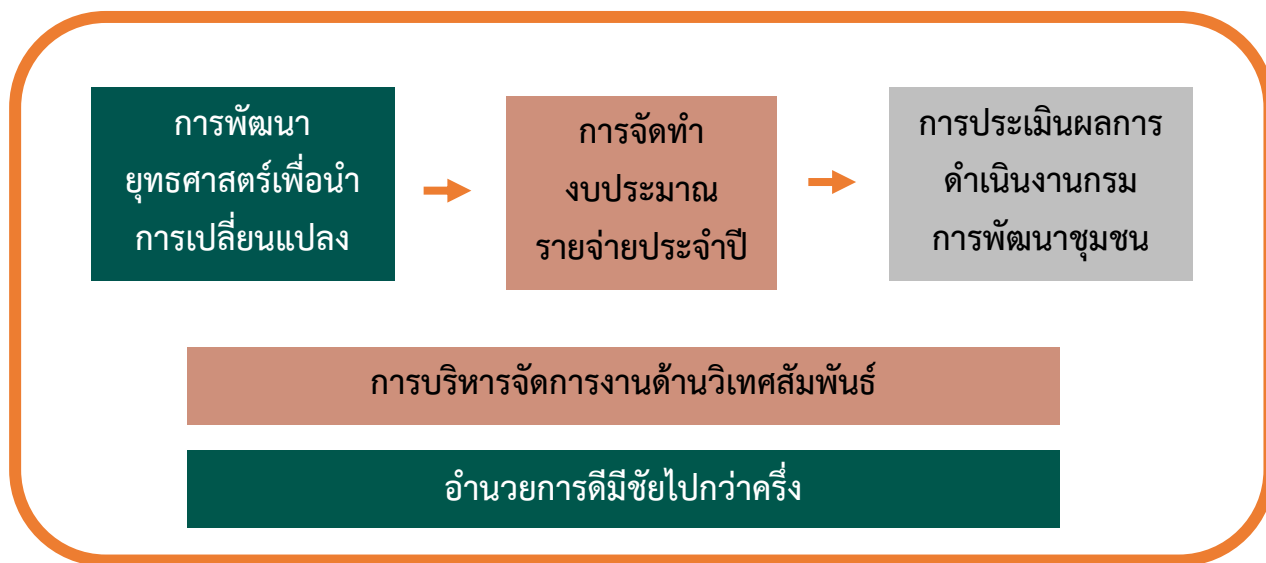 การพัฒนา
ยุทธศาสตร์เพื่อนำ
การเปลี่ยนแปลง
การจัดทำ
งบประมาณ
รายจ่ายประจำปี
การประเมินผลการ
ดำเนินงานกรม
การพัฒนาชุมชน
การบริหารจัดการงานด้านวิเทศสัมพันธ์
อำนวยการดีมีชัยไปกว่าครึ่ง